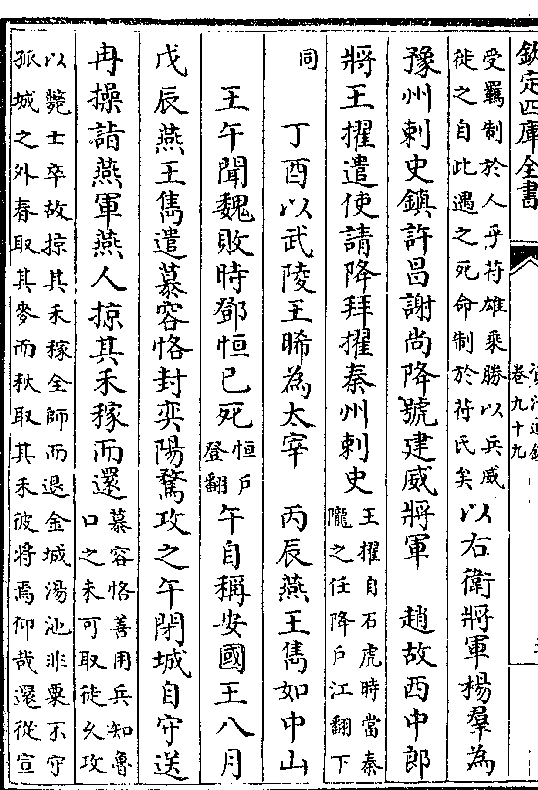 欽定四庫全書
卷九十九
受羈制於人乎苻雄乘勝以兵威
徙之自此遇之死命制於苻氏矣
以右衛將軍楊羣為
豫州刺史鎮許昌謝尚降號建威將軍　趙故西中郎
將王擢遣使請降拜擢秦州刺史
王擢自石虎時當秦
隴之任降戶江翻下
同
丁酉以武陵王晞為太宰　丙辰燕王雋如中山
王午聞魏敗時鄧恒已死
恒戶
登翻
午自稱安國王八月
戊辰燕王雋遣慕容恪封奕陽騖攻之午閉城自守送
冉操詣燕軍燕人掠其禾稼而還
慕容恪善用兵知魯
口之未可取徒久攻
以斃士卒故掠其禾稼全師而退金城湯池非粟不守
孤城之外春取其麥而秋取其禾彼將焉仰哉還從宣